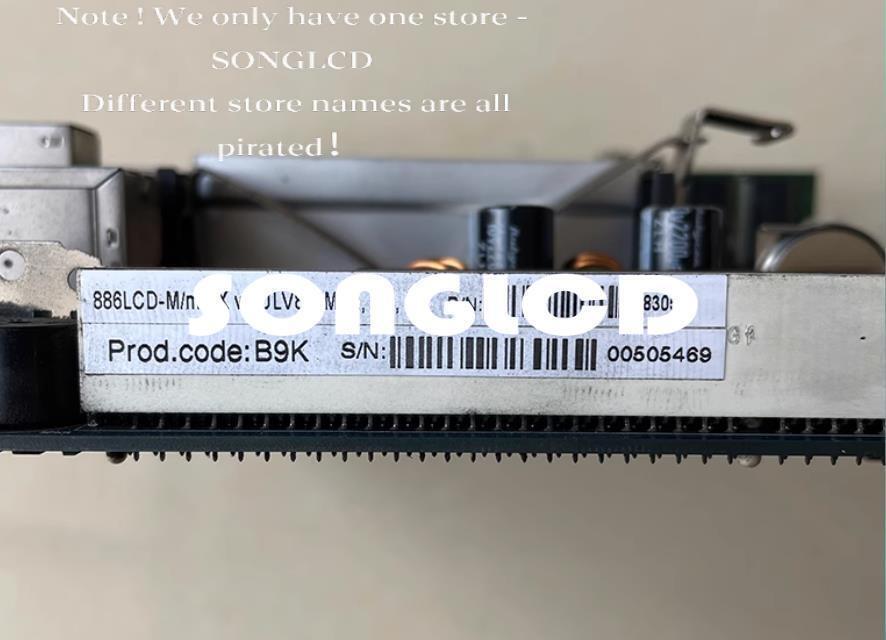 Note ! We only have one store -
SONGLCD
Different store names are all
pirated !
886LCD-M/m
SONGLCD
Prod.code: B9K S/N: 00505469